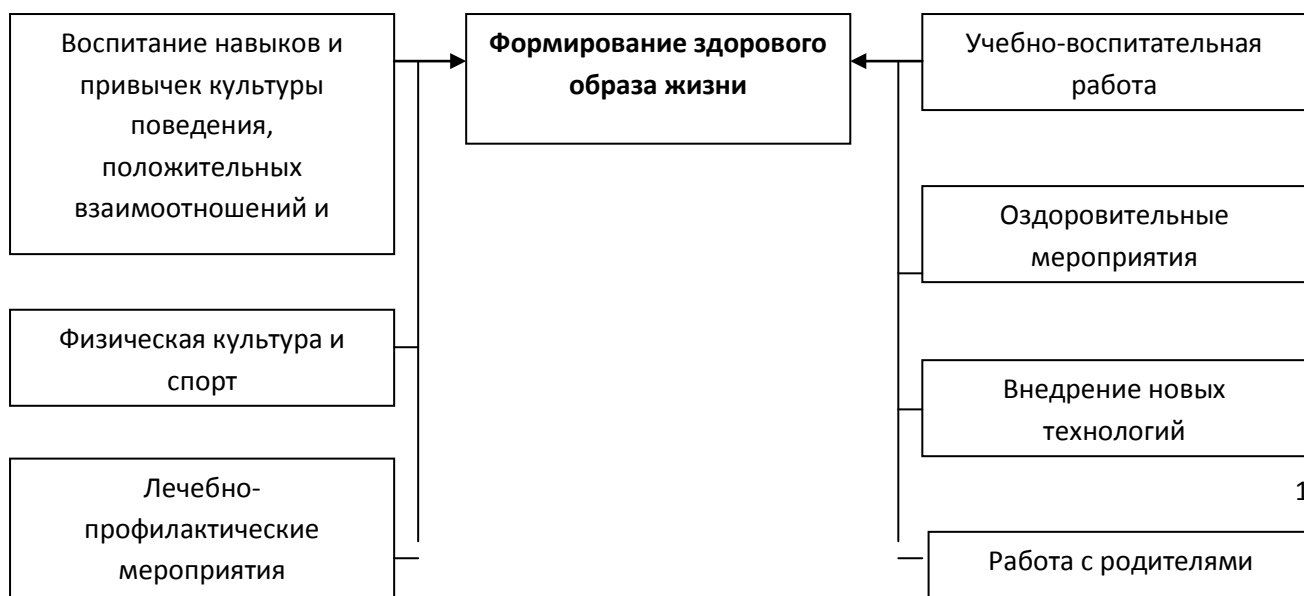 Воспитание навыков и
привычек культуры
поведения,
положительных
взаимоотношений и
Формирование здорового
образа жизни
Учебно-воспитательная
работа
Оздоровительные
мероприятия
Физическая культура и
спорт
Внедрение новых
технологий
1
Лечебно-
профилактические
мероприятия
Работа с родителями